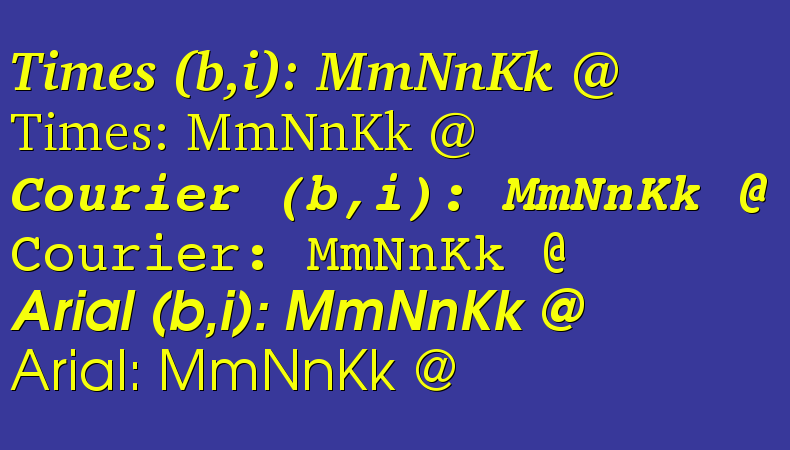 Times (b,i): MmNnKk @
Times: MmNnKk @
Courier (b,i): MmNnKk @
Courier: MmNnKk @
Arial (b,i): MmNnKk @
Arial: MmNnKk @